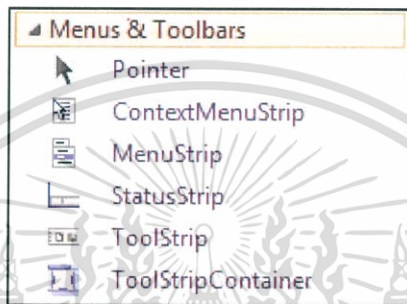 Menus & Toolbars
Pointer
ContextMenuStrip
MenuStrip
StatusStrip
ToolStrip
ToolStripContainer